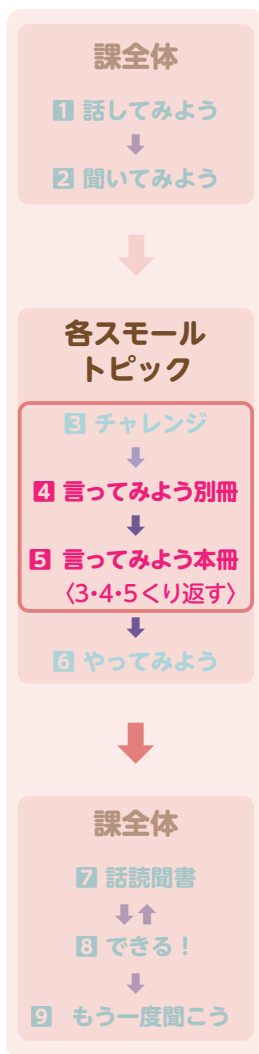 課全体
1 話してみよう
2 聞いてみよう
各スモール
トピック
3 チャレンジ
4 言ってみよう別冊
5 言ってみよう本冊
〈3・4・5くり返す〉
6 やってみよう
課全体
7 話読聞書
8 できる！
9 もう一度聞こう